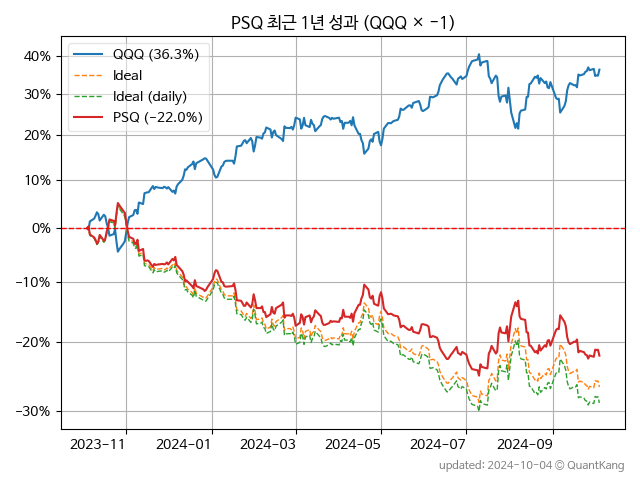 PSQ 최근 1년 성과 (QQQ × −1)
QQQ (36.3%)
Ideal
Ideal (daily)
PSQ (−22.0%)
40%
30%
20%
10%
0%
−10%
−20%
−30%
2023−11 2024−01 2024−03 2024−05 2024−07 2024−09
updated: 2024-10-04 © QuantKang